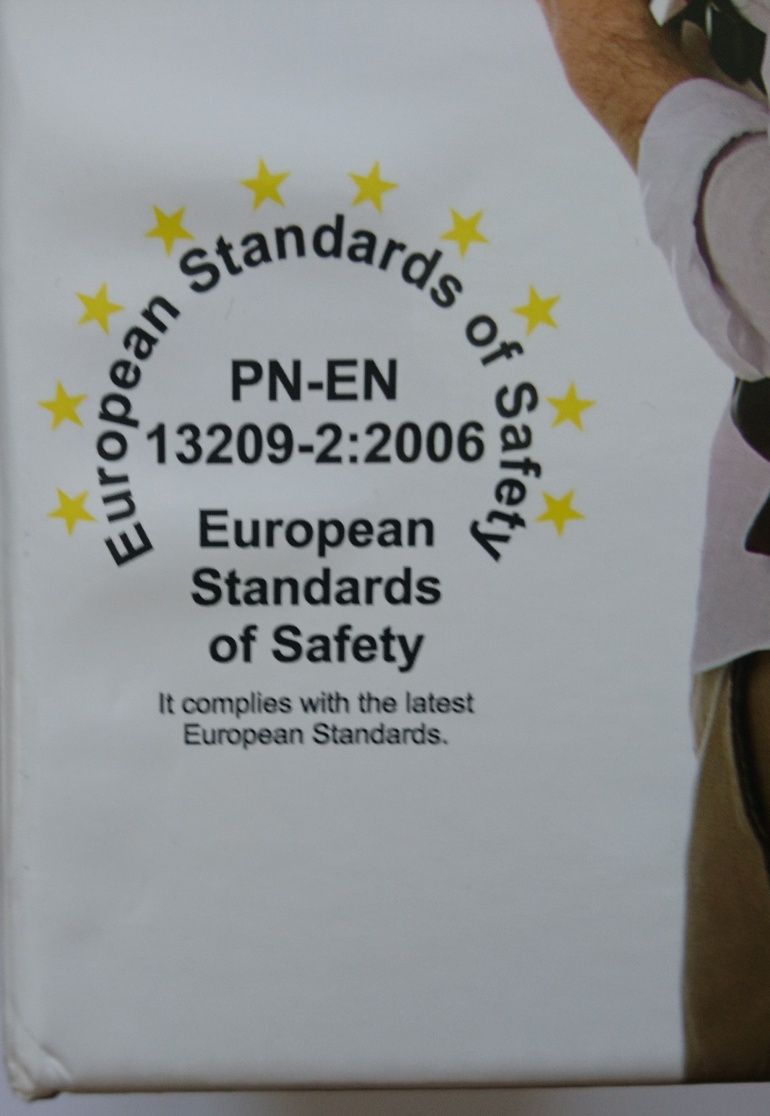 European Standards of Safety
PN-EN
13209-2:2006
European
Standards
of Safety
It complies with the latest
European Standards.